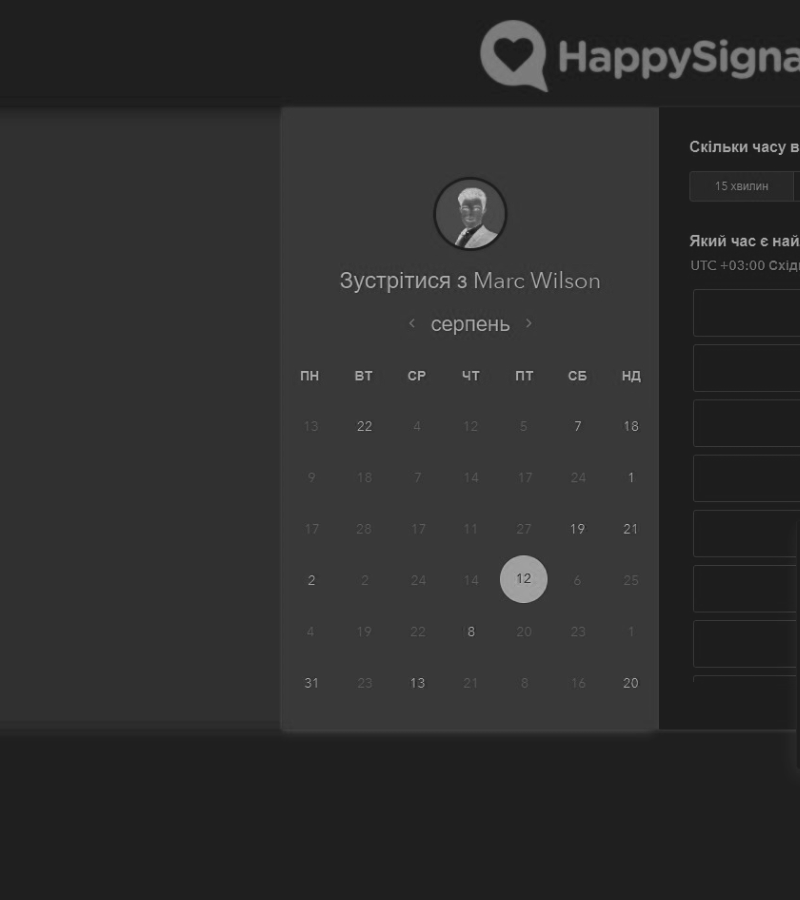 HappySigna
Зустрітися з Marc Wilson
серпень
ПН ВТ СР ЧТ ПТ СБ НД
13 22 4 12 5 7 18
9 18 7 14 17 24 1
17 28 17 11 27 19 21
2 2 24 14 12 6 25
4 19 22 8 20 23 1
31 23 13 21 8 16 20
Скільки часу в
15 хвилин
Який час є най
UTC +03:00 Східн